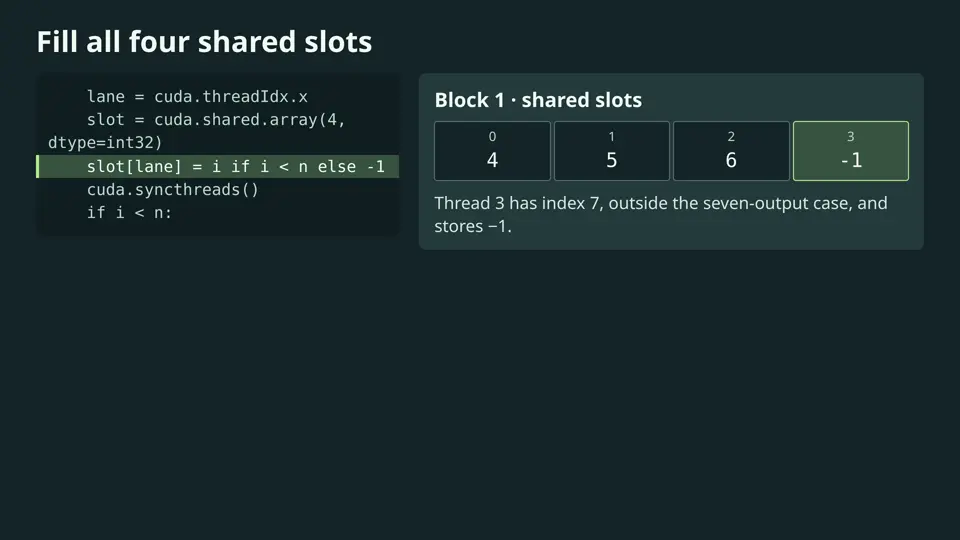 Fill all four shared slots
lane = cuda.threadIdx.x
slot = cuda.shared.array(4,
dtype=int32)
slot[lane] = i if i < n else -1
cuda.syncthreads()
if i < n:
Block 1 · shared slots
0 1 2 3
4 5 6 -1
Thread 3 has index 7, outside the seven-output case, and
stores −1.